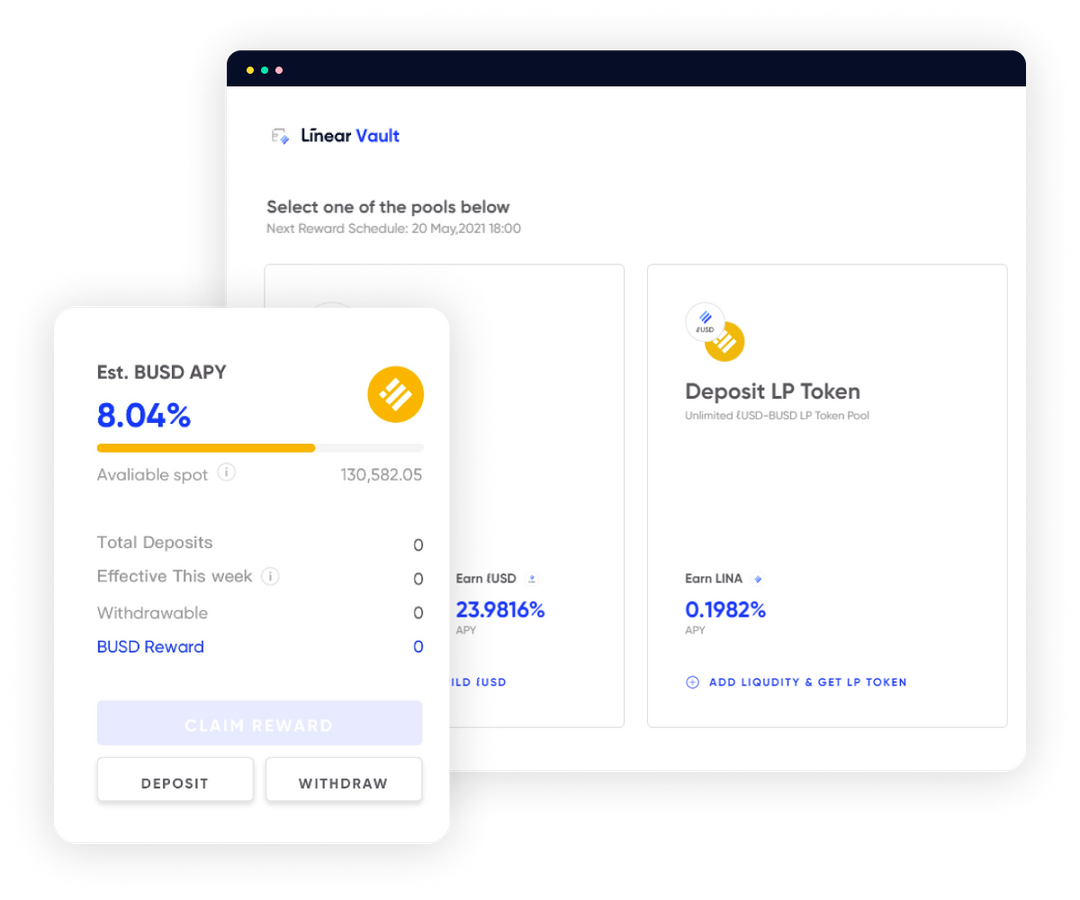 Linear Vault
Select one of the pools below
Next Reward Schedule: 20 May,2021 18:00
Est. BUSD APY
8.04%
Avaliable spot
130,582.05
Total Deposits 0
Effective This week 0
Withdrawable 0
BUSD Reward 0
CLAIM REWARD
DEPOSIT WITHDRAW
Earn ℓUSD
23.9816%
APY
ILD ℓUSD
ℓUSD
Deposit LP Token
Unlimited ℓUSD-BUSD LP Token Pool
Earn LINA
0.1982%
APY
ADD LIQUDITY & GET LP TOKEN